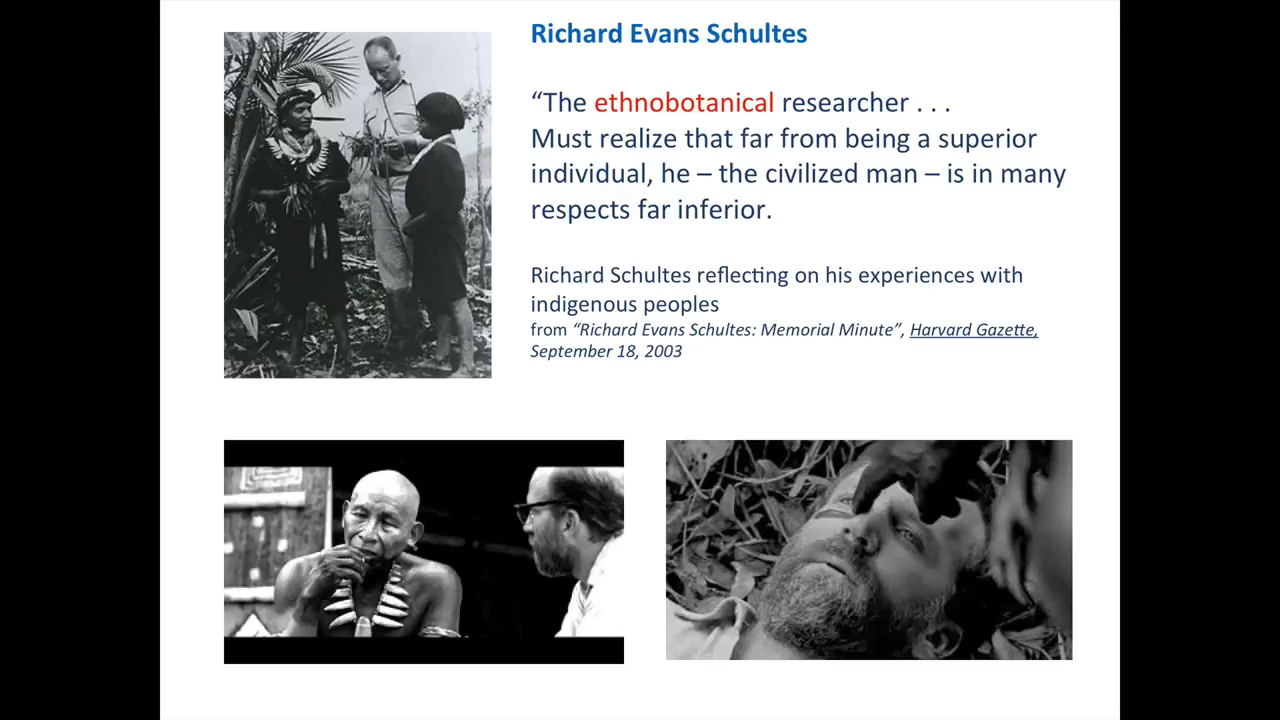 Richard Evans Schultes
“The ethnobotanical researcher . . .
Must realize that far from being a superior
individual, he – the civilized man – is in many
respects far inferior.
Richard Schultes reflecting on his experiences with
indigenous peoples
from “Richard Evans Schultes: Memorial Minute”, Harvard Gazette,
September 18, 2003